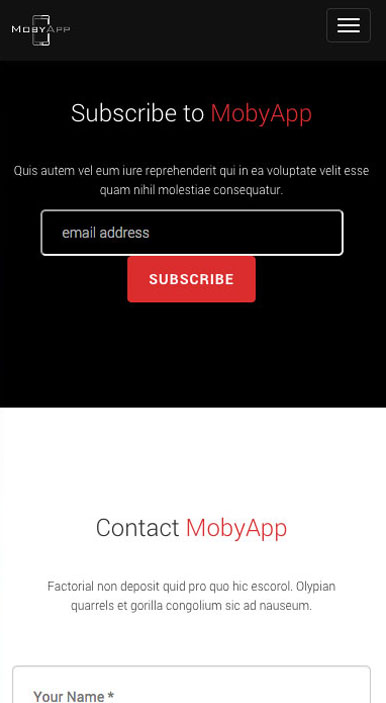 MobyApp
Subscribe to MobyApp
Quis autem vel eum iure reprehenderit qui in ea voluptate velit esse
quam nihil molestiae consequatur.
email address
SUBSCRIBE
Contact MobyApp
Factorial non deposit quid pro quo hic escorol. Olypian
quarrels et gorilla congolium sic ad nauseum.
Your Name *